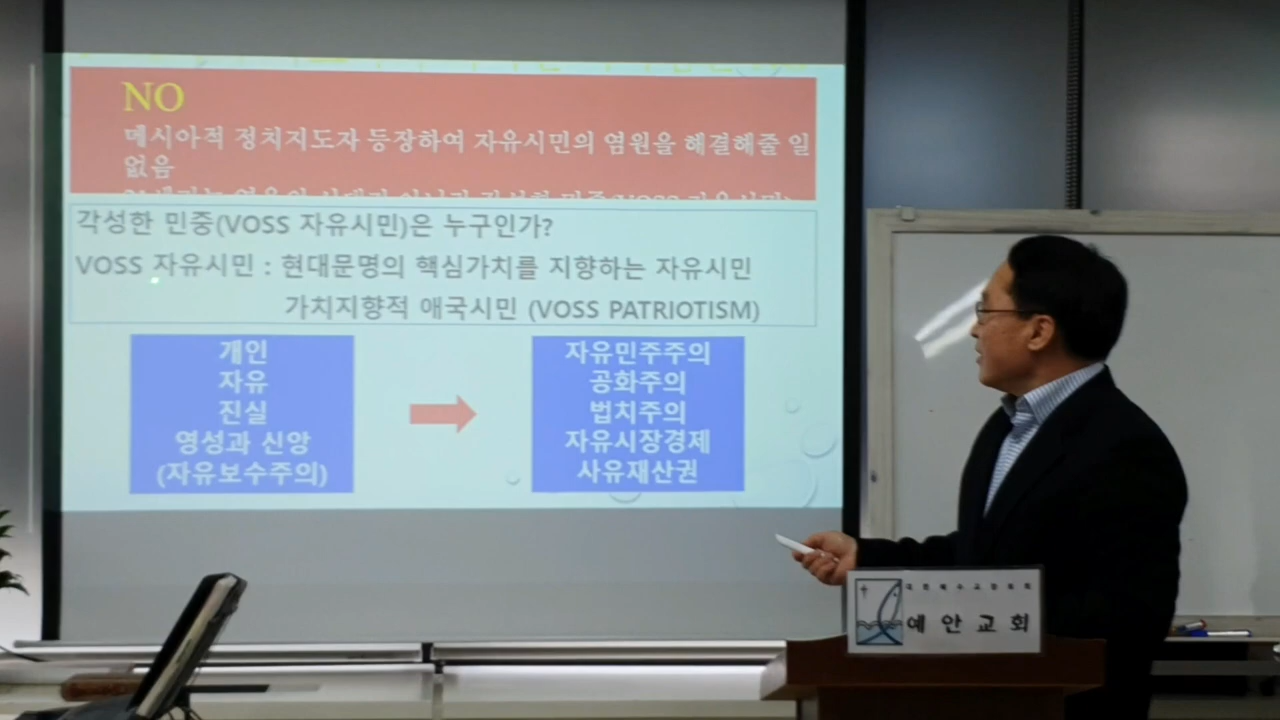 NO
메시아적 정치지도자 등장하여 자유시민의 염원을 해결해줄 일
없음
각성한 민중(VOSS 자유시민)은 누구인가?
VOSS 자유시민 : 현대문명의 핵심가치를 지향하는 자유시민
가치지향적 애국시민 (VOSS PATRIOTISM)
개인
자유
진실
영성과 신앙
(자유보수주의)
자유민주주의
공화주의
법치주의
자유시장경제
사유재산권
예안교회